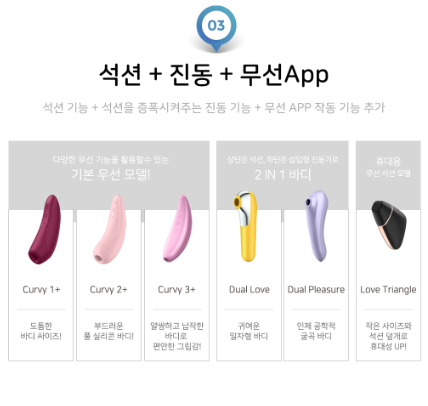 03
석션 + 진동 + 무선App
석션 기능 + 석션을 증폭시켜주는 진동 기능 + 무선 APP 작동 기능 추가
다양한 무선 기능을 활용할수 있는
기본 무선 모델!
상단은 석션, 하단은 삽입형 진동기로
2 IN 1 바디
휴대용
무선 석션 모델
Curvy 1+
Curvy 2+
Curvy 3+
Dual Love
Dual Pleasure
Love Triangle
도톰한
바디 싸이즈!
부드러운
풀 실리콘 바디!
얄쌍하고 납작한
바디로
편안한 그립감!
귀여운
일자형 바디
인체 공학적
굴곡 바디
작은 사이즈와
석션 덮개로
휴대성 UP!